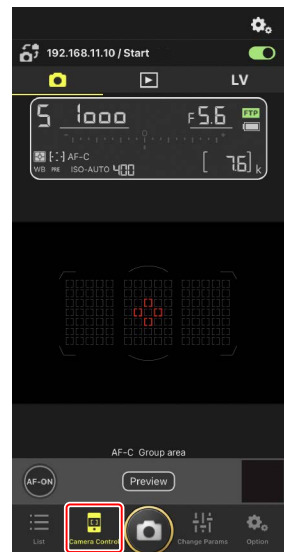 192.168.11.10 / Start
LV
S 1000 F5.6 FTP
AF-C
WB PRE ISO-AUTO 400 [ 7.6] k
AF-C Group area
AF-ON Preview
List Camera Control Change Params Option